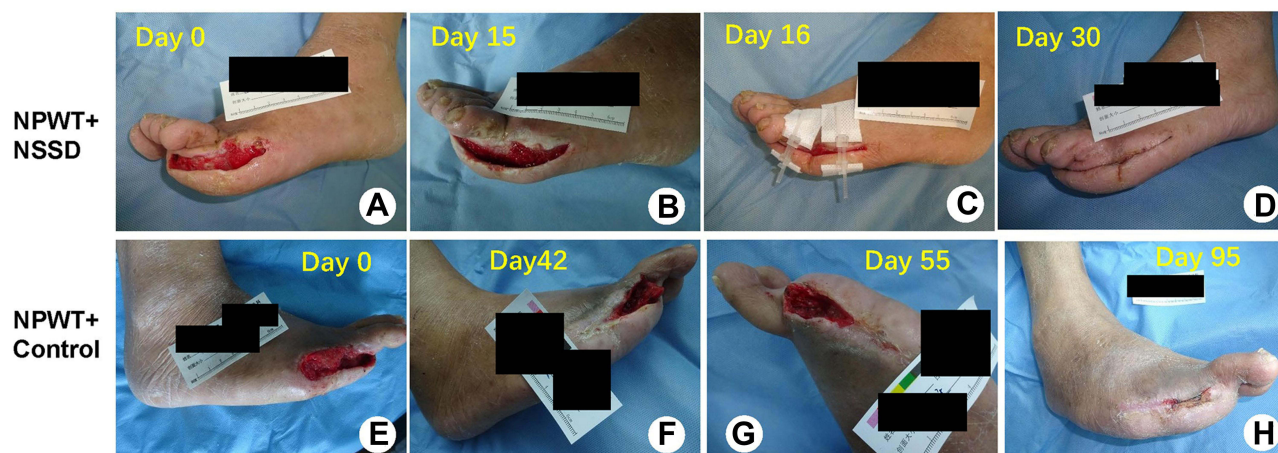 NPWT+
NSSD
Day 0
A
Day 15
B
Day 16
C
Day 30
D
NPWT+
Control
Day 0
E
Day42
F
Day 55
G
Day 95
H